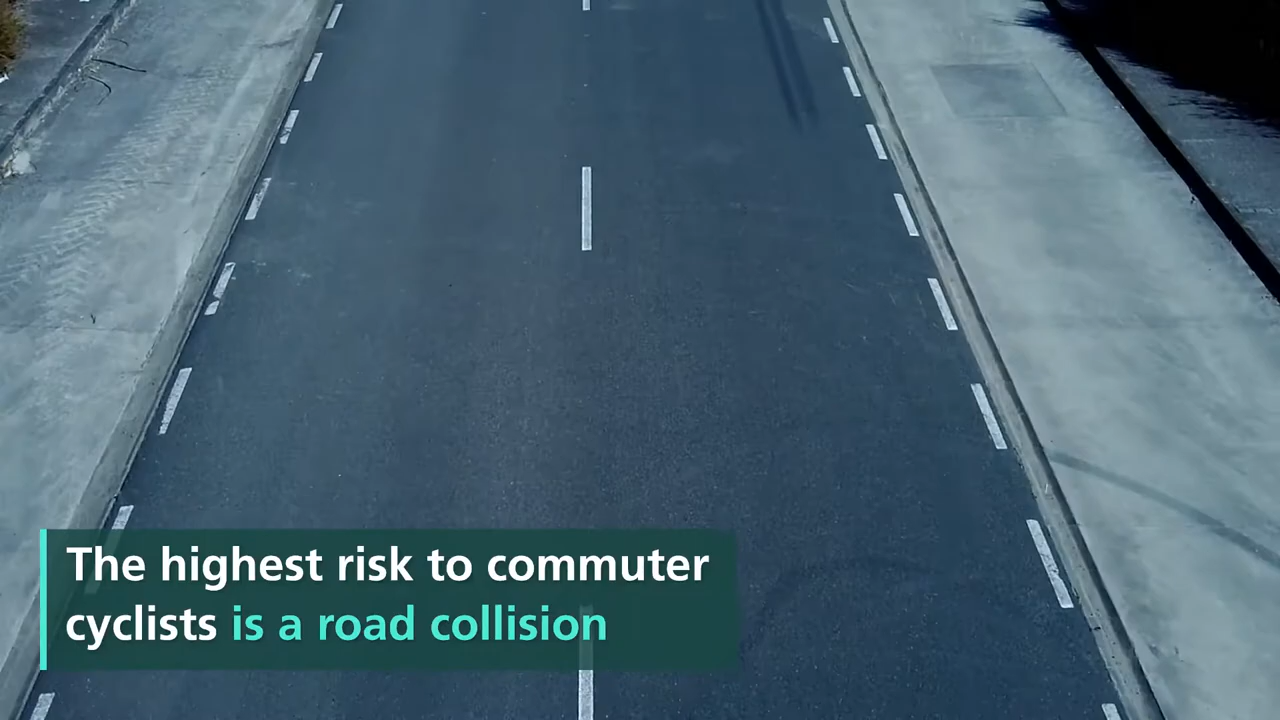 The highest risk to commuter
cyclists is a road collision